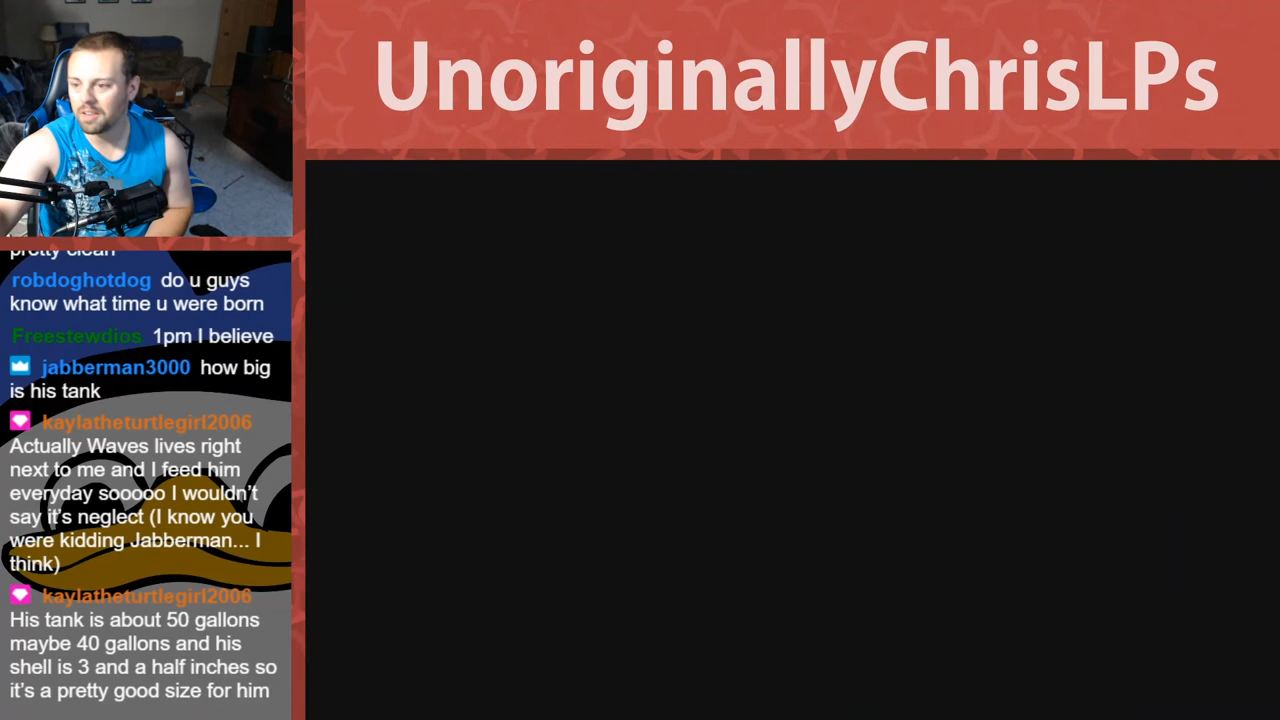 UnoriginallyChrisLPs
pretty clean
robdoghotdog do u guys
know what time u were born
Freestewdios 1pm I believe
jabberman3000 how big
is his tank
kaylatheturtlegirl2006
Actually Waves lives right
next to me and I feed him
everyday sooooo I wouldn't
say it's neglect (I know you
were kidding Jabberman... I
think)
kaylatheturtlegirl2006
His tank is about 50 gallons
maybe 40 gallons and his
shell is 3 and a half inches so
it's a pretty good size for him